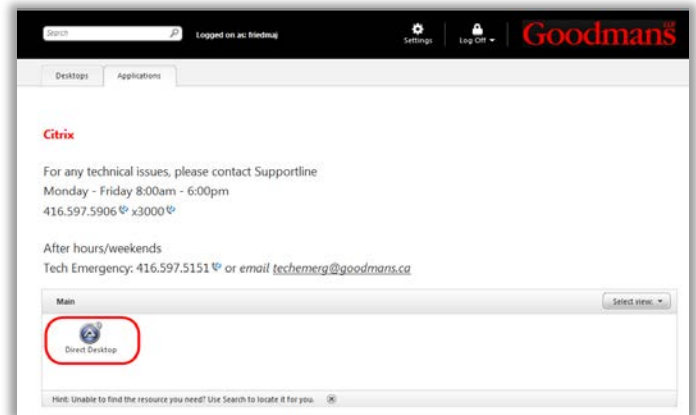 Search
Logged on as: friedmaj
Settings
Log Off
Goodmans LLP
Desktops
Applications
Citrix
For any technical issues, please contact Supportline
Monday - Friday 8:00am - 6:00pm
416.597.5906 x3000
After hours/weekends
Tech Emergency: 416.597.5151 or email techemerg@goodmans.ca
Main
Select view:
Direct Desktop
Hint: Unable to find the resource you need? Use Search to locate it for you.